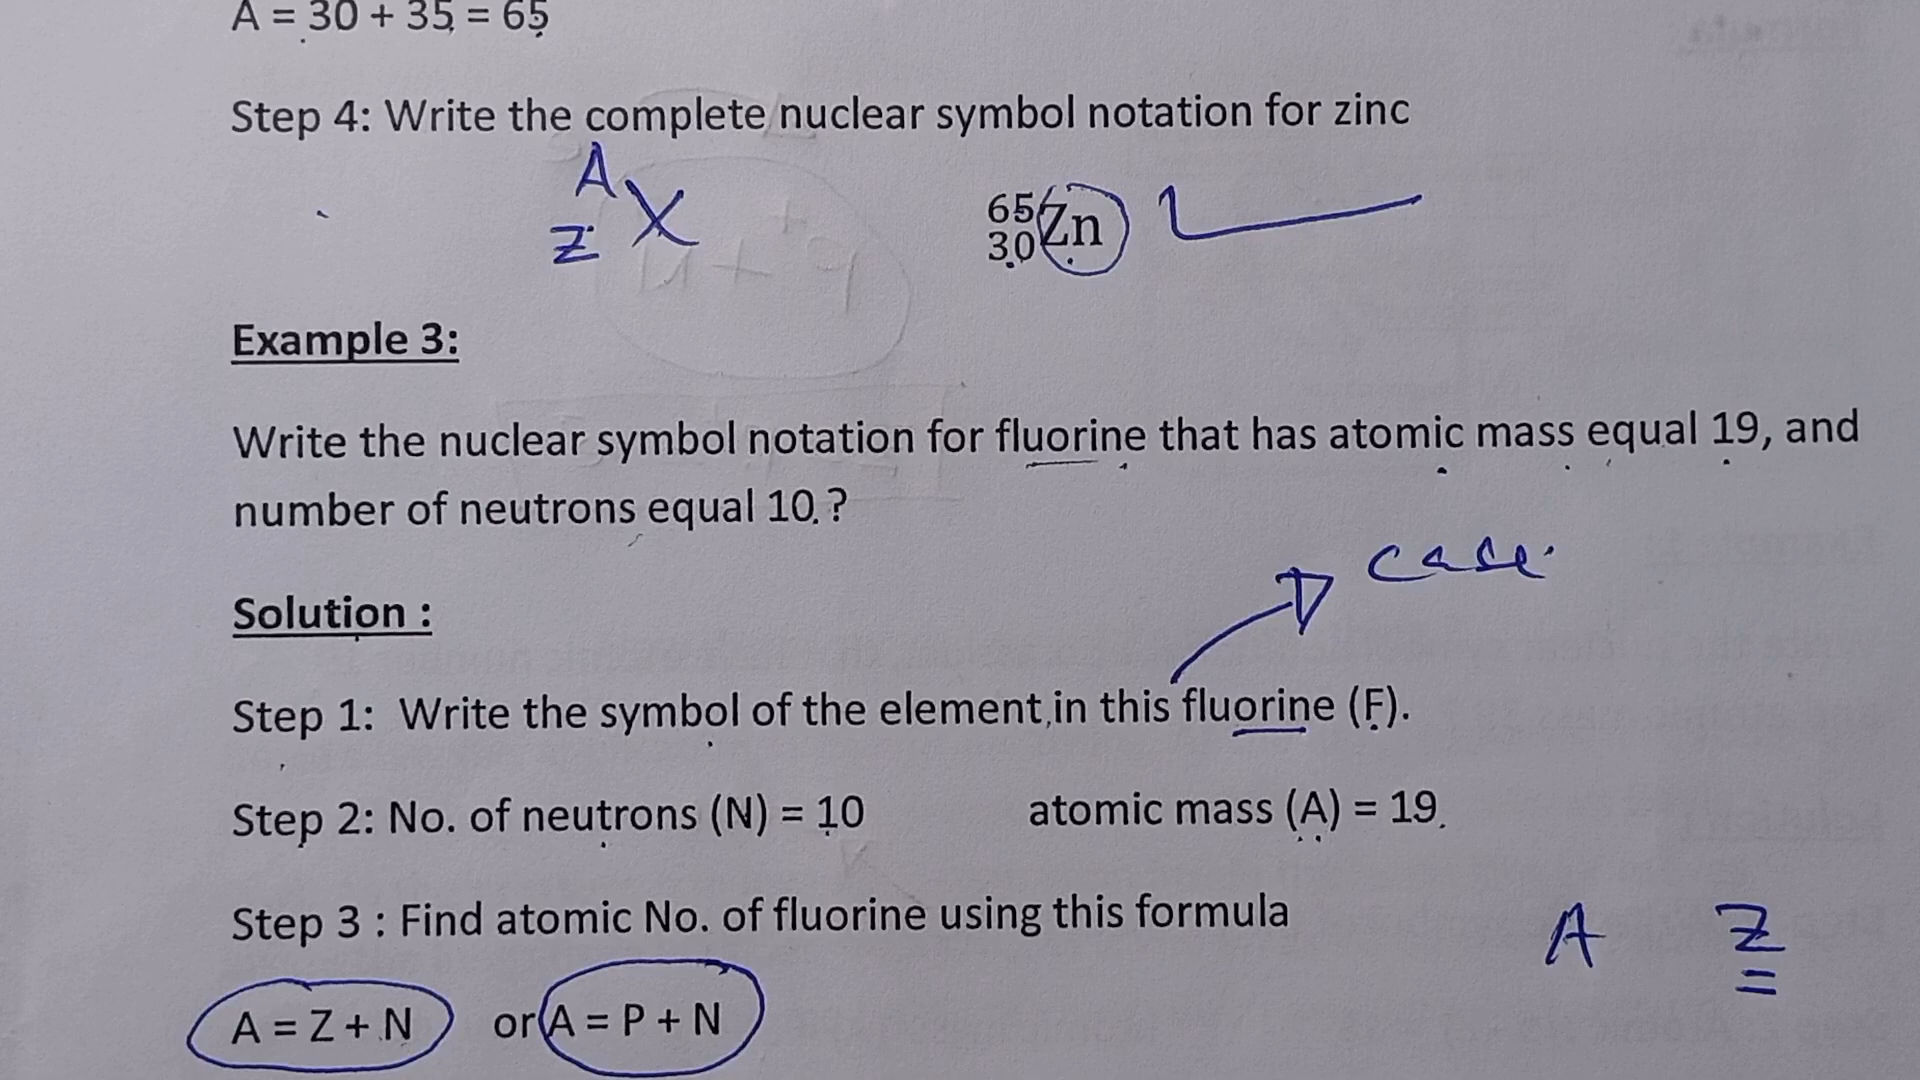 A = 30 + 35 = 65
Step 4: Write the complete nuclear symbol notation for zinc
A
Z X
65
30 Zn
Example 3:
Write the nuclear symbol notation for fluorine that has atomic mass equal 19, and
number of neutrons equal 10.?
case.
Solution :
Step 1: Write the symbol of the element,in this fluorine (F).
Step 2: No. of neutrons (N) = 10 atomic mass (A) = 19.
Step 3 : Find atomic No. of fluorine using this formula
A Z
A = Z + N or A = P + N